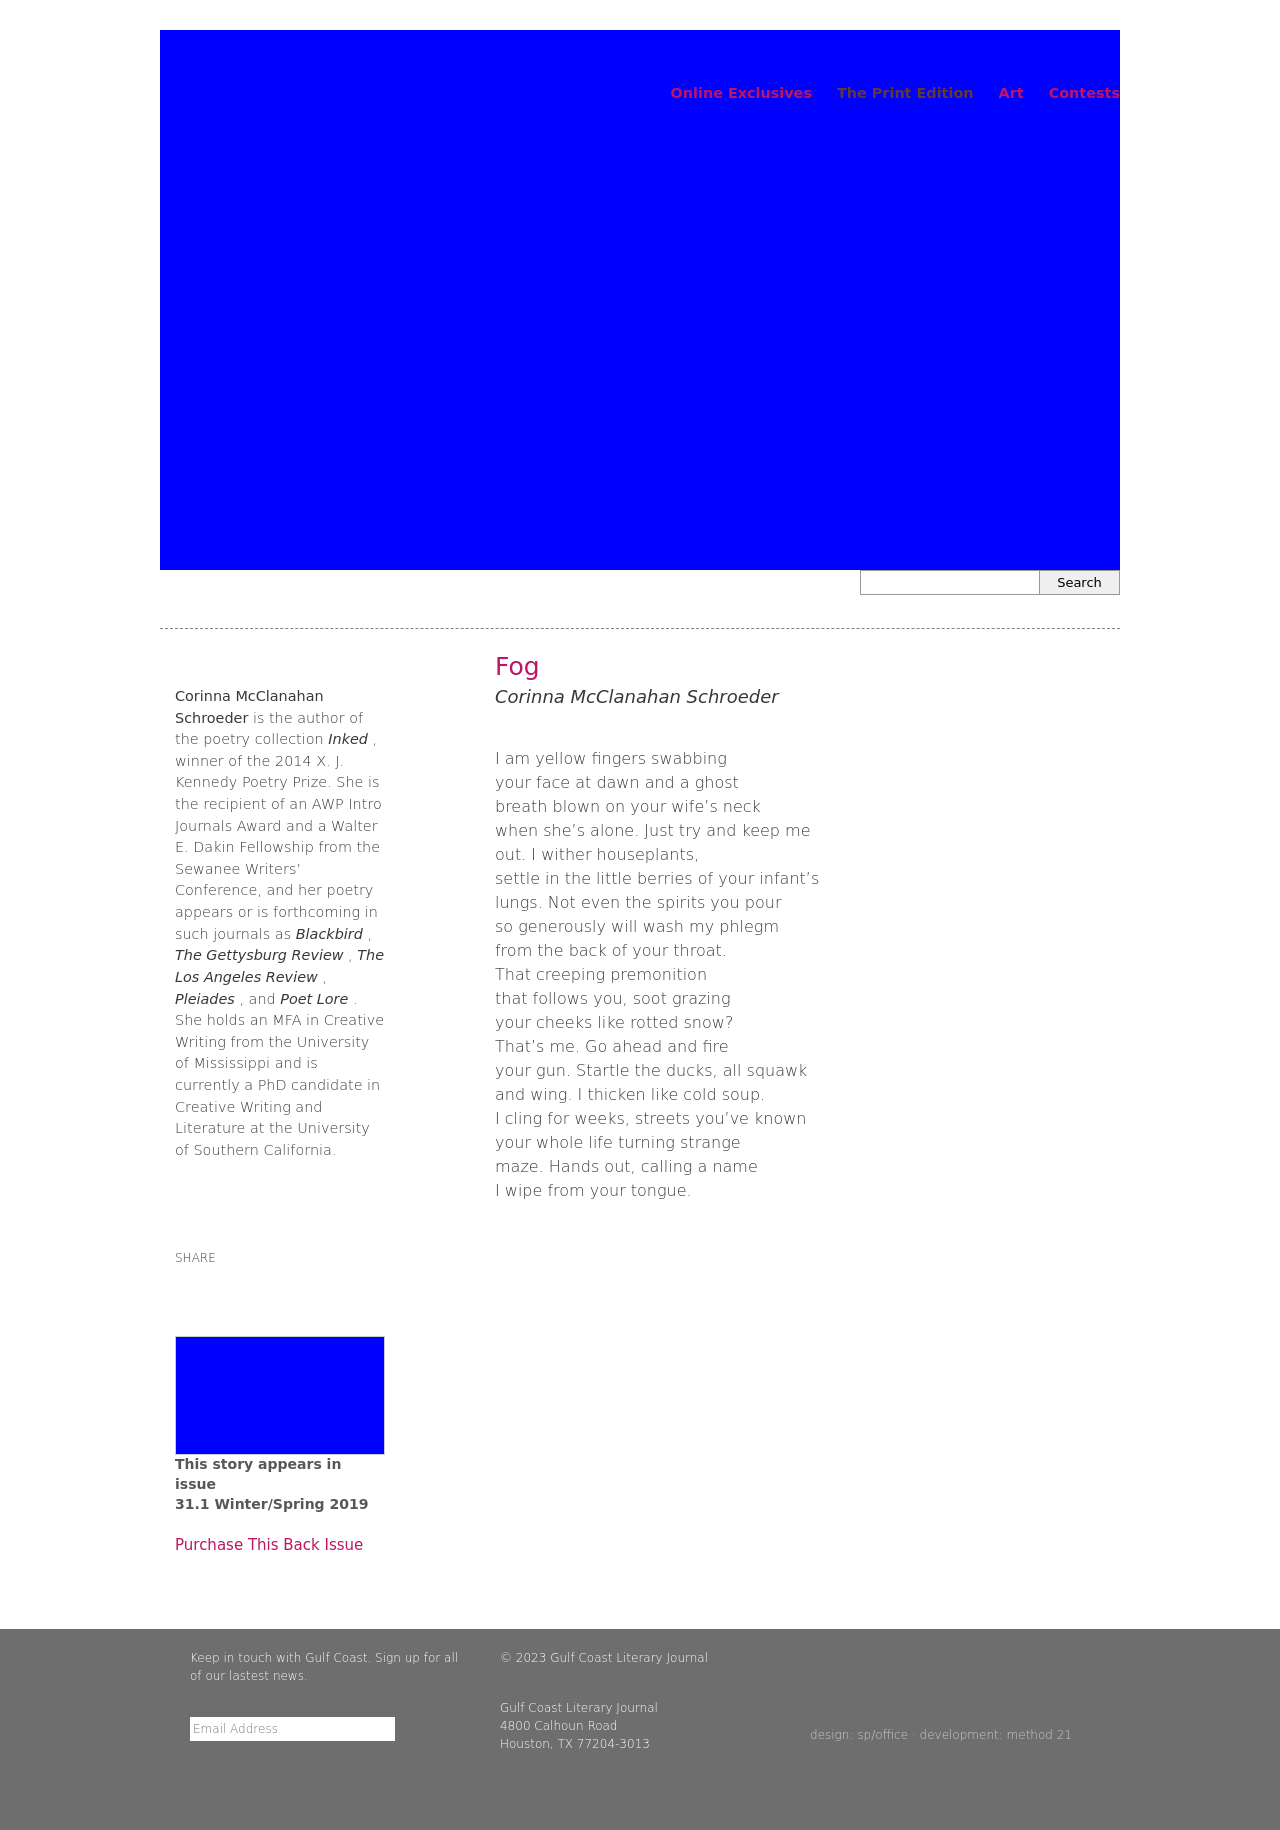 Online Exclusives The Print Edition Art Contests
Search
Fog
Corinna McClanahan Schroeder
Corinna McClanahan
Schroeder is the author of
the poetry collection Inked ,
winner of the 2014 X. J.
Kennedy Poetry Prize. She is
the recipient of an AWP Intro
Journals Award and a Walter
E. Dakin Fellowship from the
Sewanee Writers'
Conference, and her poetry
appears or is forthcoming in
such journals as Blackbird ,
The Gettysburg Review , The
Los Angeles Review ,
Pleiades , and Poet Lore .
She holds an MFA in Creative
Writing from the University
of Mississippi and is
currently a PhD candidate in
Creative Writing and
Literature at the University
of Southern California.
I am yellow fingers swabbing
your face at dawn and a ghost
breath blown on your wife’s neck
when she’s alone. Just try and keep me
out. I wither houseplants,
settle in the little berries of your infant’s
lungs. Not even the spirits you pour
so generously will wash my phlegm
from the back of your throat.
That creeping premonition
that follows you, soot grazing
your cheeks like rotted snow?
That’s me. Go ahead and fire
your gun. Startle the ducks, all squawk
and wing. I thicken like cold soup.
I cling for weeks, streets you’ve known
your whole life turning strange
maze. Hands out, calling a name
I wipe from your tongue.
SHARE
This story appears in
issue
31.1 Winter/Spring 2019
Purchase This Back Issue
Keep in touch with Gulf Coast. Sign up for all
of our lastest news.
Email Address
© 2023 Gulf Coast Literary Journal
Gulf Coast Literary Journal
4800 Calhoun Road
Houston, TX 77204-3013
design: sp/office · development: method 21